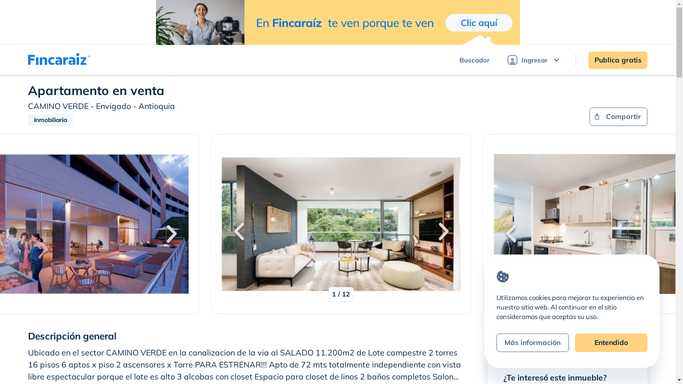 En Fincaraíz te ven porque te ven
Clic aquí
Fincaraiz
Buscador
Ingresar
Publica gratis
Apartamento en venta
CAMINO VERDE - Envigado - Antioquia
Inmobiliaria
Compartir
1 / 12
Utilizamos cookies para mejorar tu experiencia en
nuestro sitio web. Al continuar en el sitio
consideramos que aceptas su uso.
Más información
Entendido
Descripción general
Ubicado en el sector CAMINO VERDE en la canalizacion de la via al SALADO 11.200m2 de Lote campestre 2 torres
16 pisos 6 aptos x piso 2 ascensores x Torre PARA ESTRENAR!!! Apto de 72 mts totalmente independiente con vista
libre espectacular porque el lote es alto 3 alcobas con closet Espacio para closet de linos 2 baños completos Salon...
¿Te interesó este inmueble?